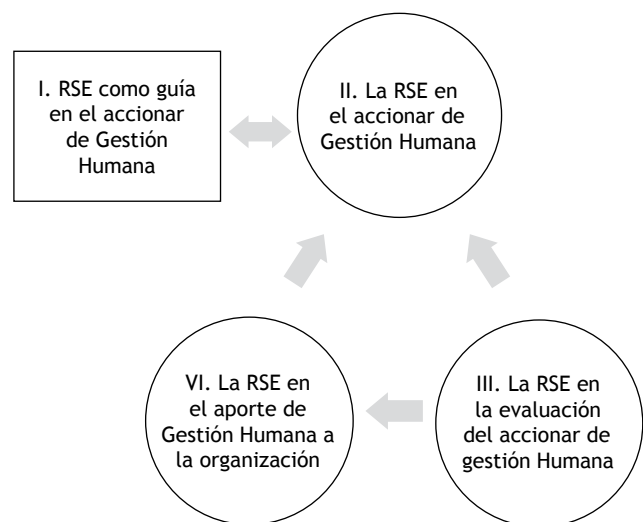 I. RSE como guía
en el accionar
de Gestión
Humana
II. La RSE en
el accionar de
Gestión Humana
VI. La RSE en
el aporte de
Gestión Humana a
la organización
III. La RSE en
la evaluación
del accionar de
gestión Humana